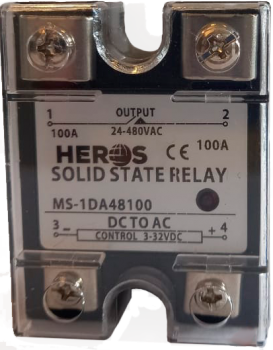 OUTPUT
1 2
24-480VAC
100A 100A
HEROS CE
SOLID STATE RELAY
MS-1DA48100
DC TO AC
3 - + 4
CONTROL 3-32VDC